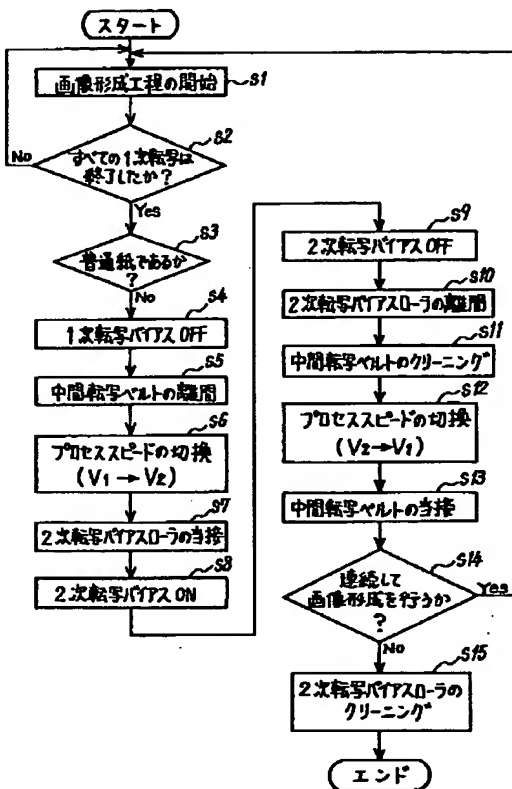 スタート
画像形成工程の開始
S1
すべての1次転写は
終了したか?
S2
No
Yes
普通紙であるか
?
S3
No
1次転写バイアス OFF
S4
中間転写ベルトの離間
S5
プロセススピードの切換
(V1 → V2)
S6
2次転写バイアスローラの当接
S7
2次転写バイアス ON
S8
2次転写バイアス OFF
S9
2次転写バイアスローラの離間
S10
中間転写ベルトのクリーニング
S11
プロセススピードの切換
(V2→V1)
S12
中間転写ベルトの当接
S13
連続して
画像形成を行うか
?
S14
Yes
No
2次転写バイアスローラの
クリーニング
S15
エンド